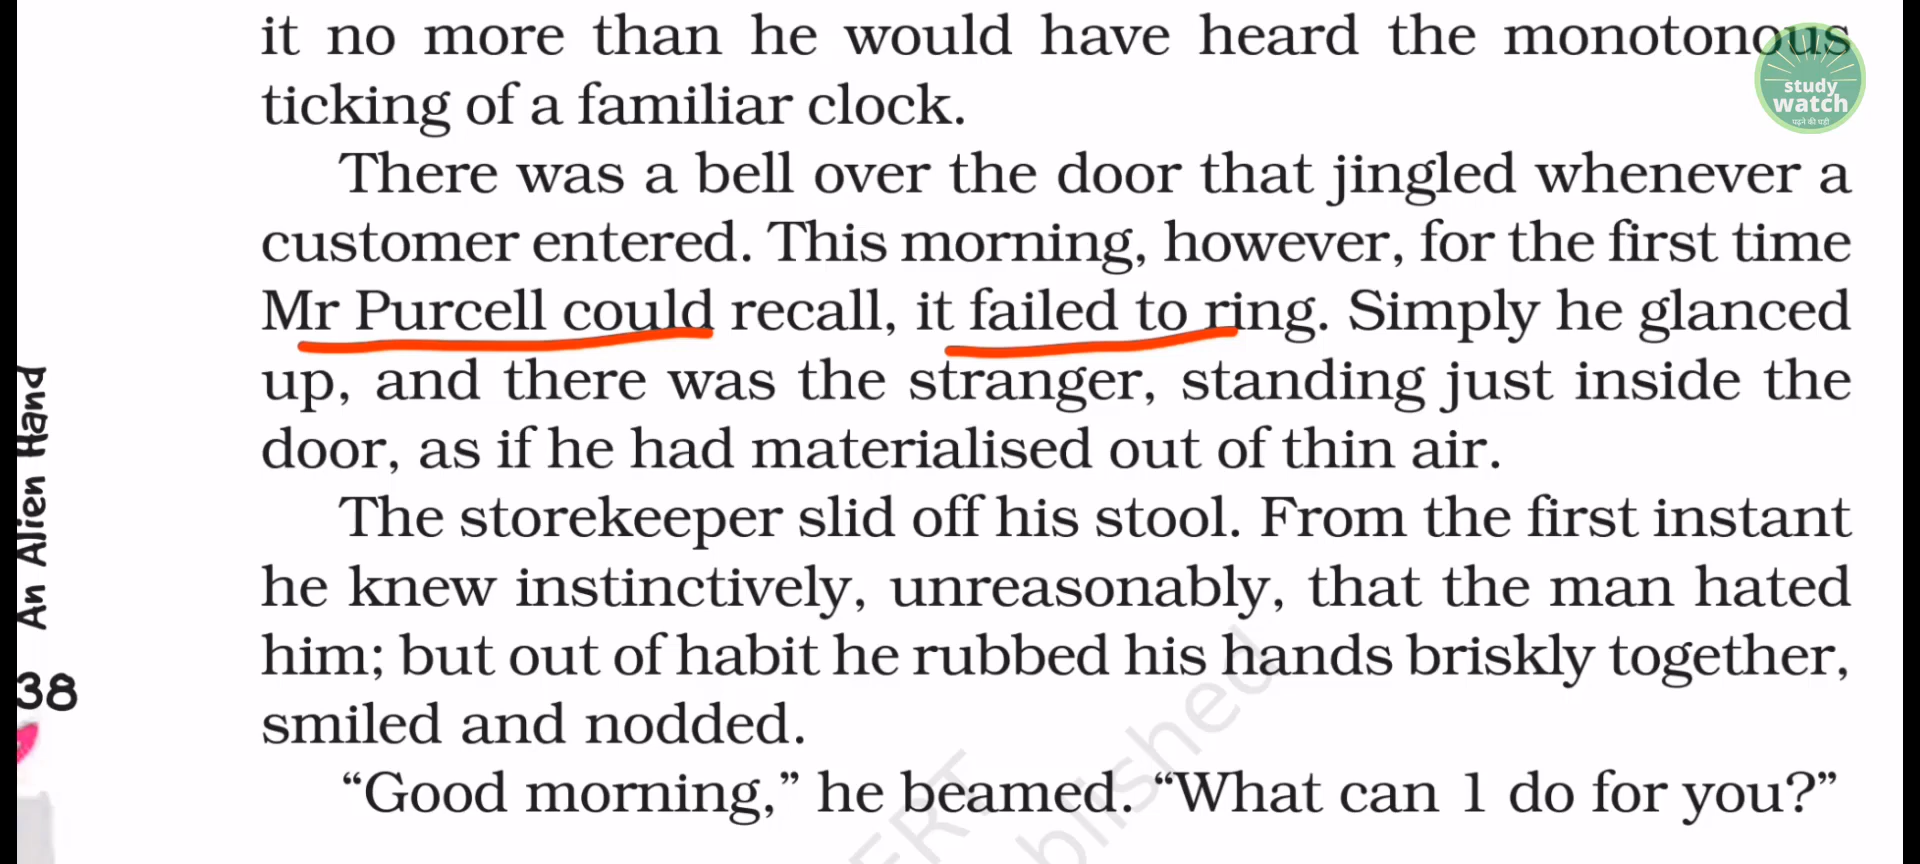 it no more than he would have heard the monotonous
ticking of a familiar clock.
There was a bell over the door that jingled whenever a
customer entered. This morning, however, for the first time
Mr Purcell could recall, it failed to ring. Simply he glanced
up, and there was the stranger, standing just inside the
door, as if he had materialised out of thin air.
The storekeeper slid off his stool. From the first instant
he knew instinctively, unreasonably, that the man hated
him; but out of habit he rubbed his hands briskly together,
smiled and nodded.
“Good morning,” he beamed. “What can 1 do for you?”
An Alien Hand
38
study
watch
पढ़ने की घड़ी
ERT
blished